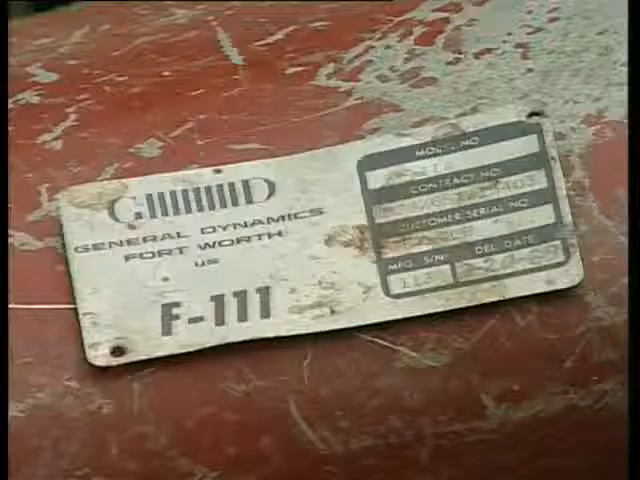 GD
GENERAL DYNAMICS
FORT WORTH
US
F-111
MODEL NO
CONTRACT NO.
CUSTOMER SERIAL NO.
MFG. S/N
DEL. DATE